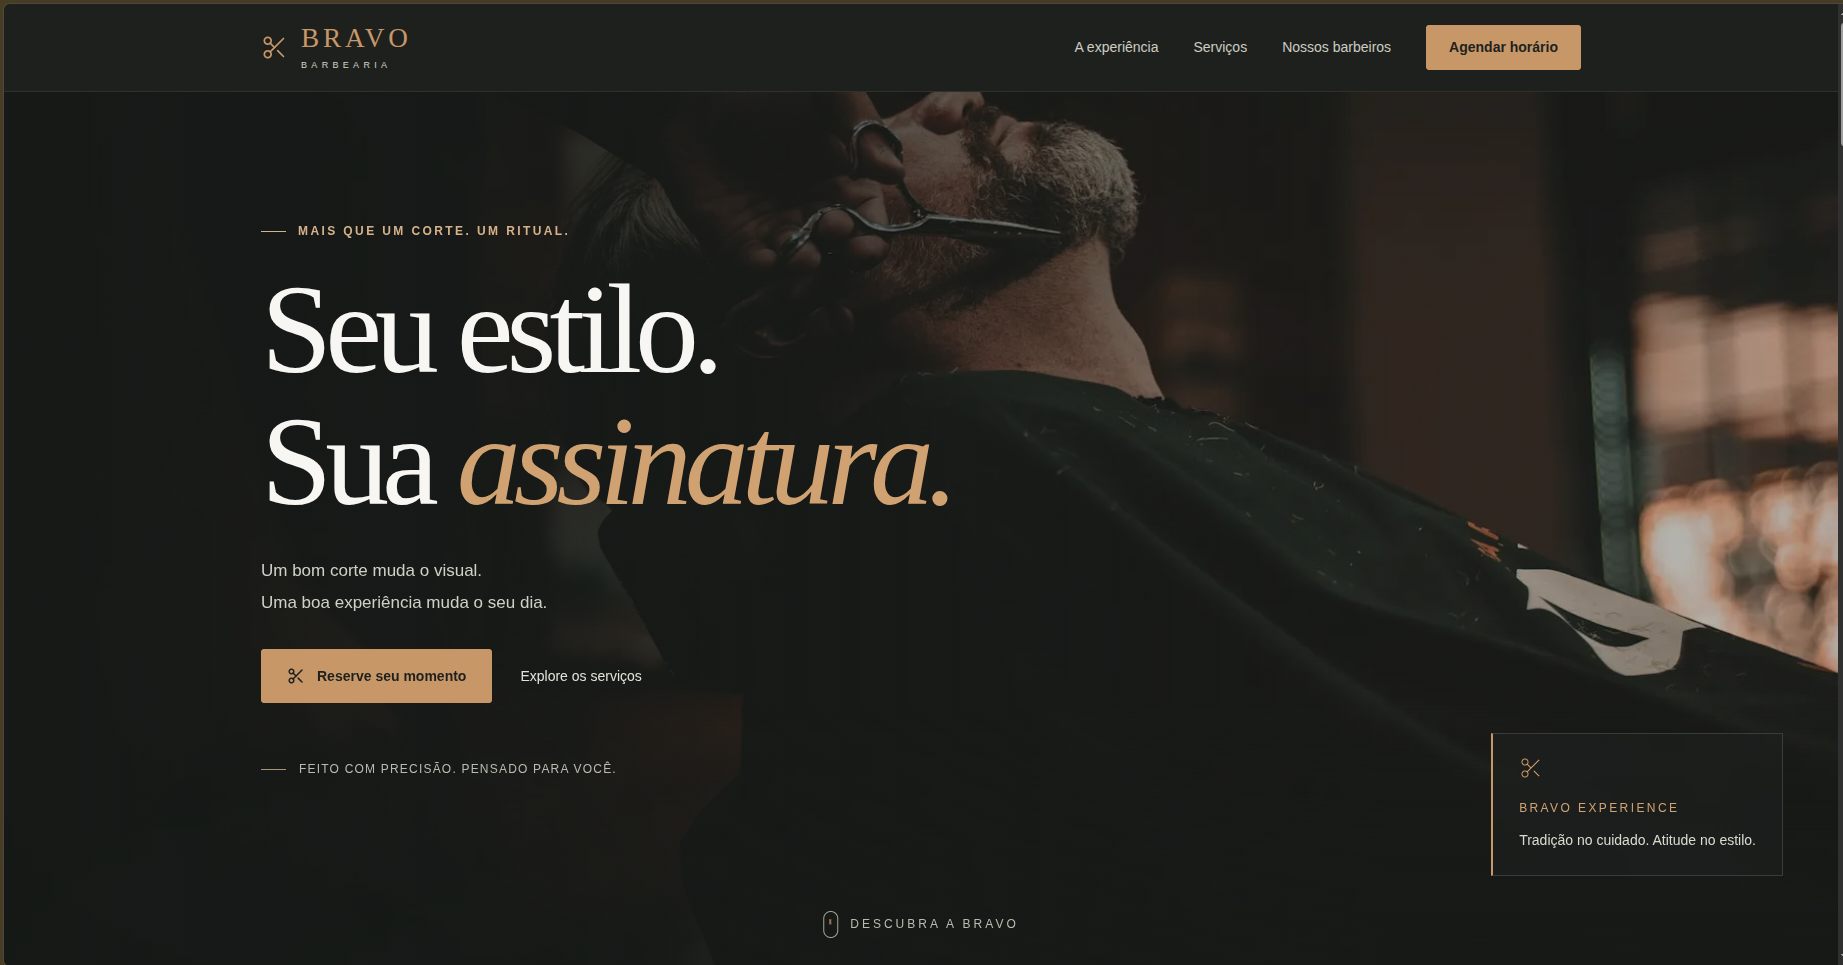 BRAVO
BARBEARIA
A experiência
Serviços
Nossos barbeiros
Agendar horário
MAIS QUE UM CORTE. UM RITUAL.
Seu estilo.
Sua assinatura.
Um bom corte muda o visual.
Uma boa experiência muda o seu dia.
Reserve seu momento
Explore os serviços
FEITO COM PRECISÃO. PENSADO PARA VOCÊ.
BRAVO EXPERIENCE
Tradição no cuidado. Atitude no estilo.
DESCUBRA A BRAVO